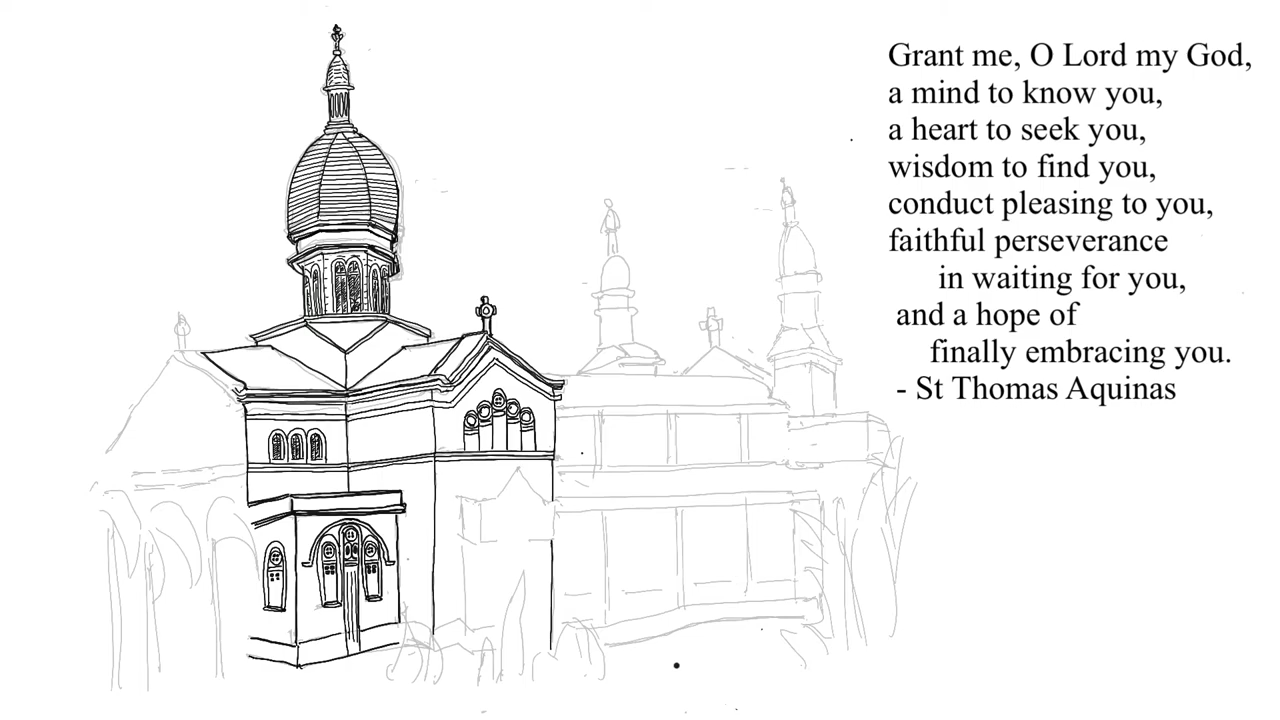 Grant me, O Lord my God,
a mind to know you,
a heart to seek you,
wisdom to find you,
conduct pleasing to you,
faithful perseverance
in waiting for you,
and a hope of
finally embracing you.
- St Thomas Aquinas